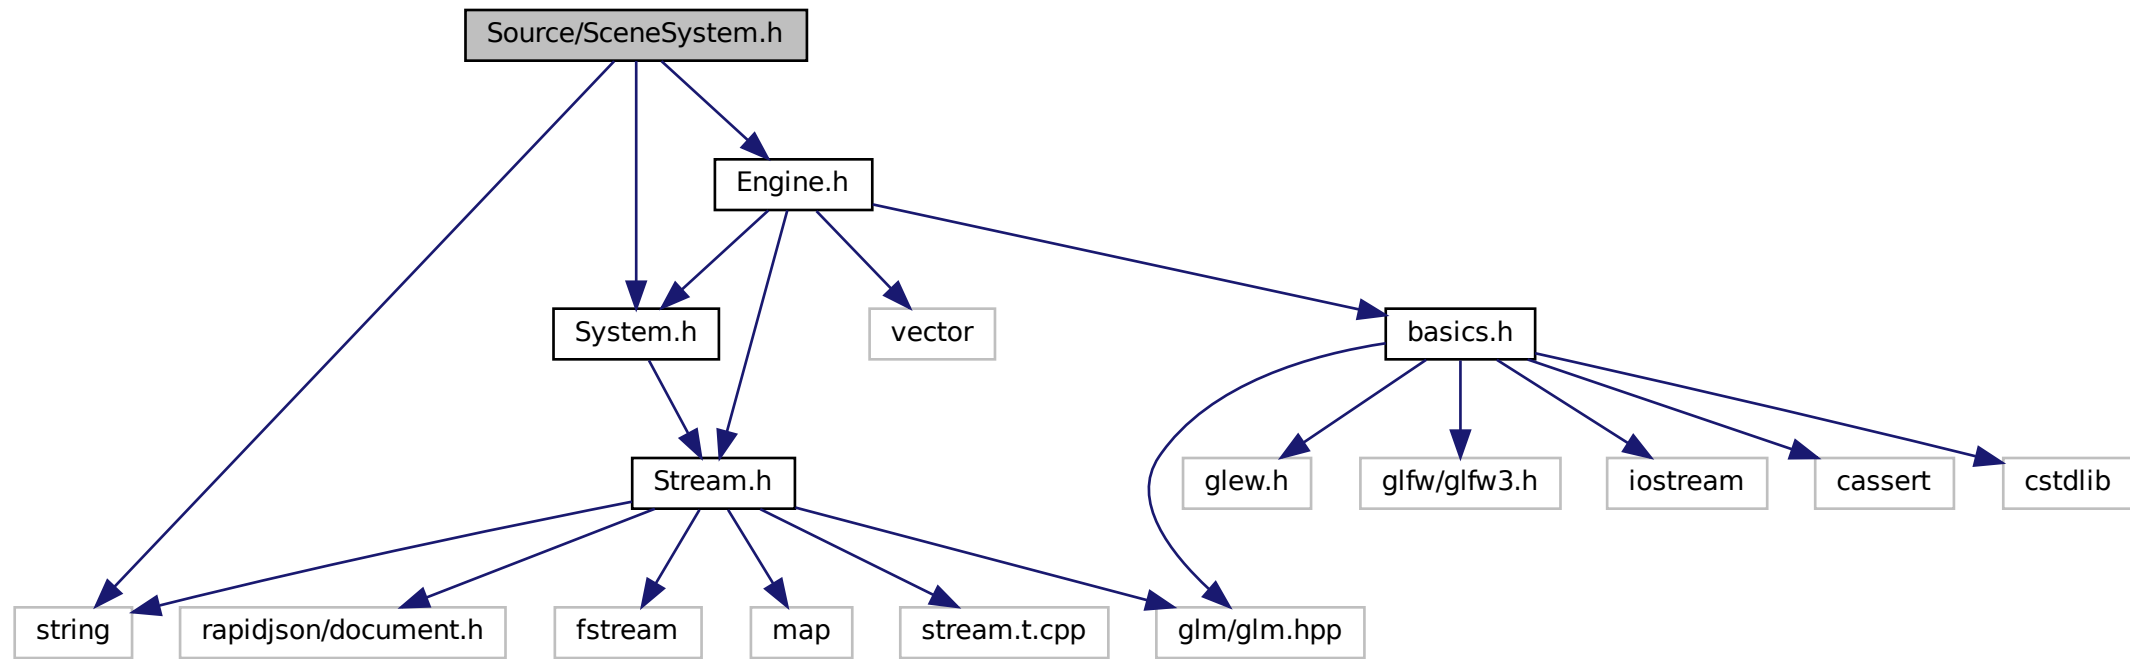 Source/SceneSystem.h
Engine.h
System.h
vector
basics.h
Stream.h
glew.h
glfw/glfw3.h
iostream
cassert
cstdlib
string
rapidjson/document.h
fstream
map
stream.t.cpp
glm/glm.hpp